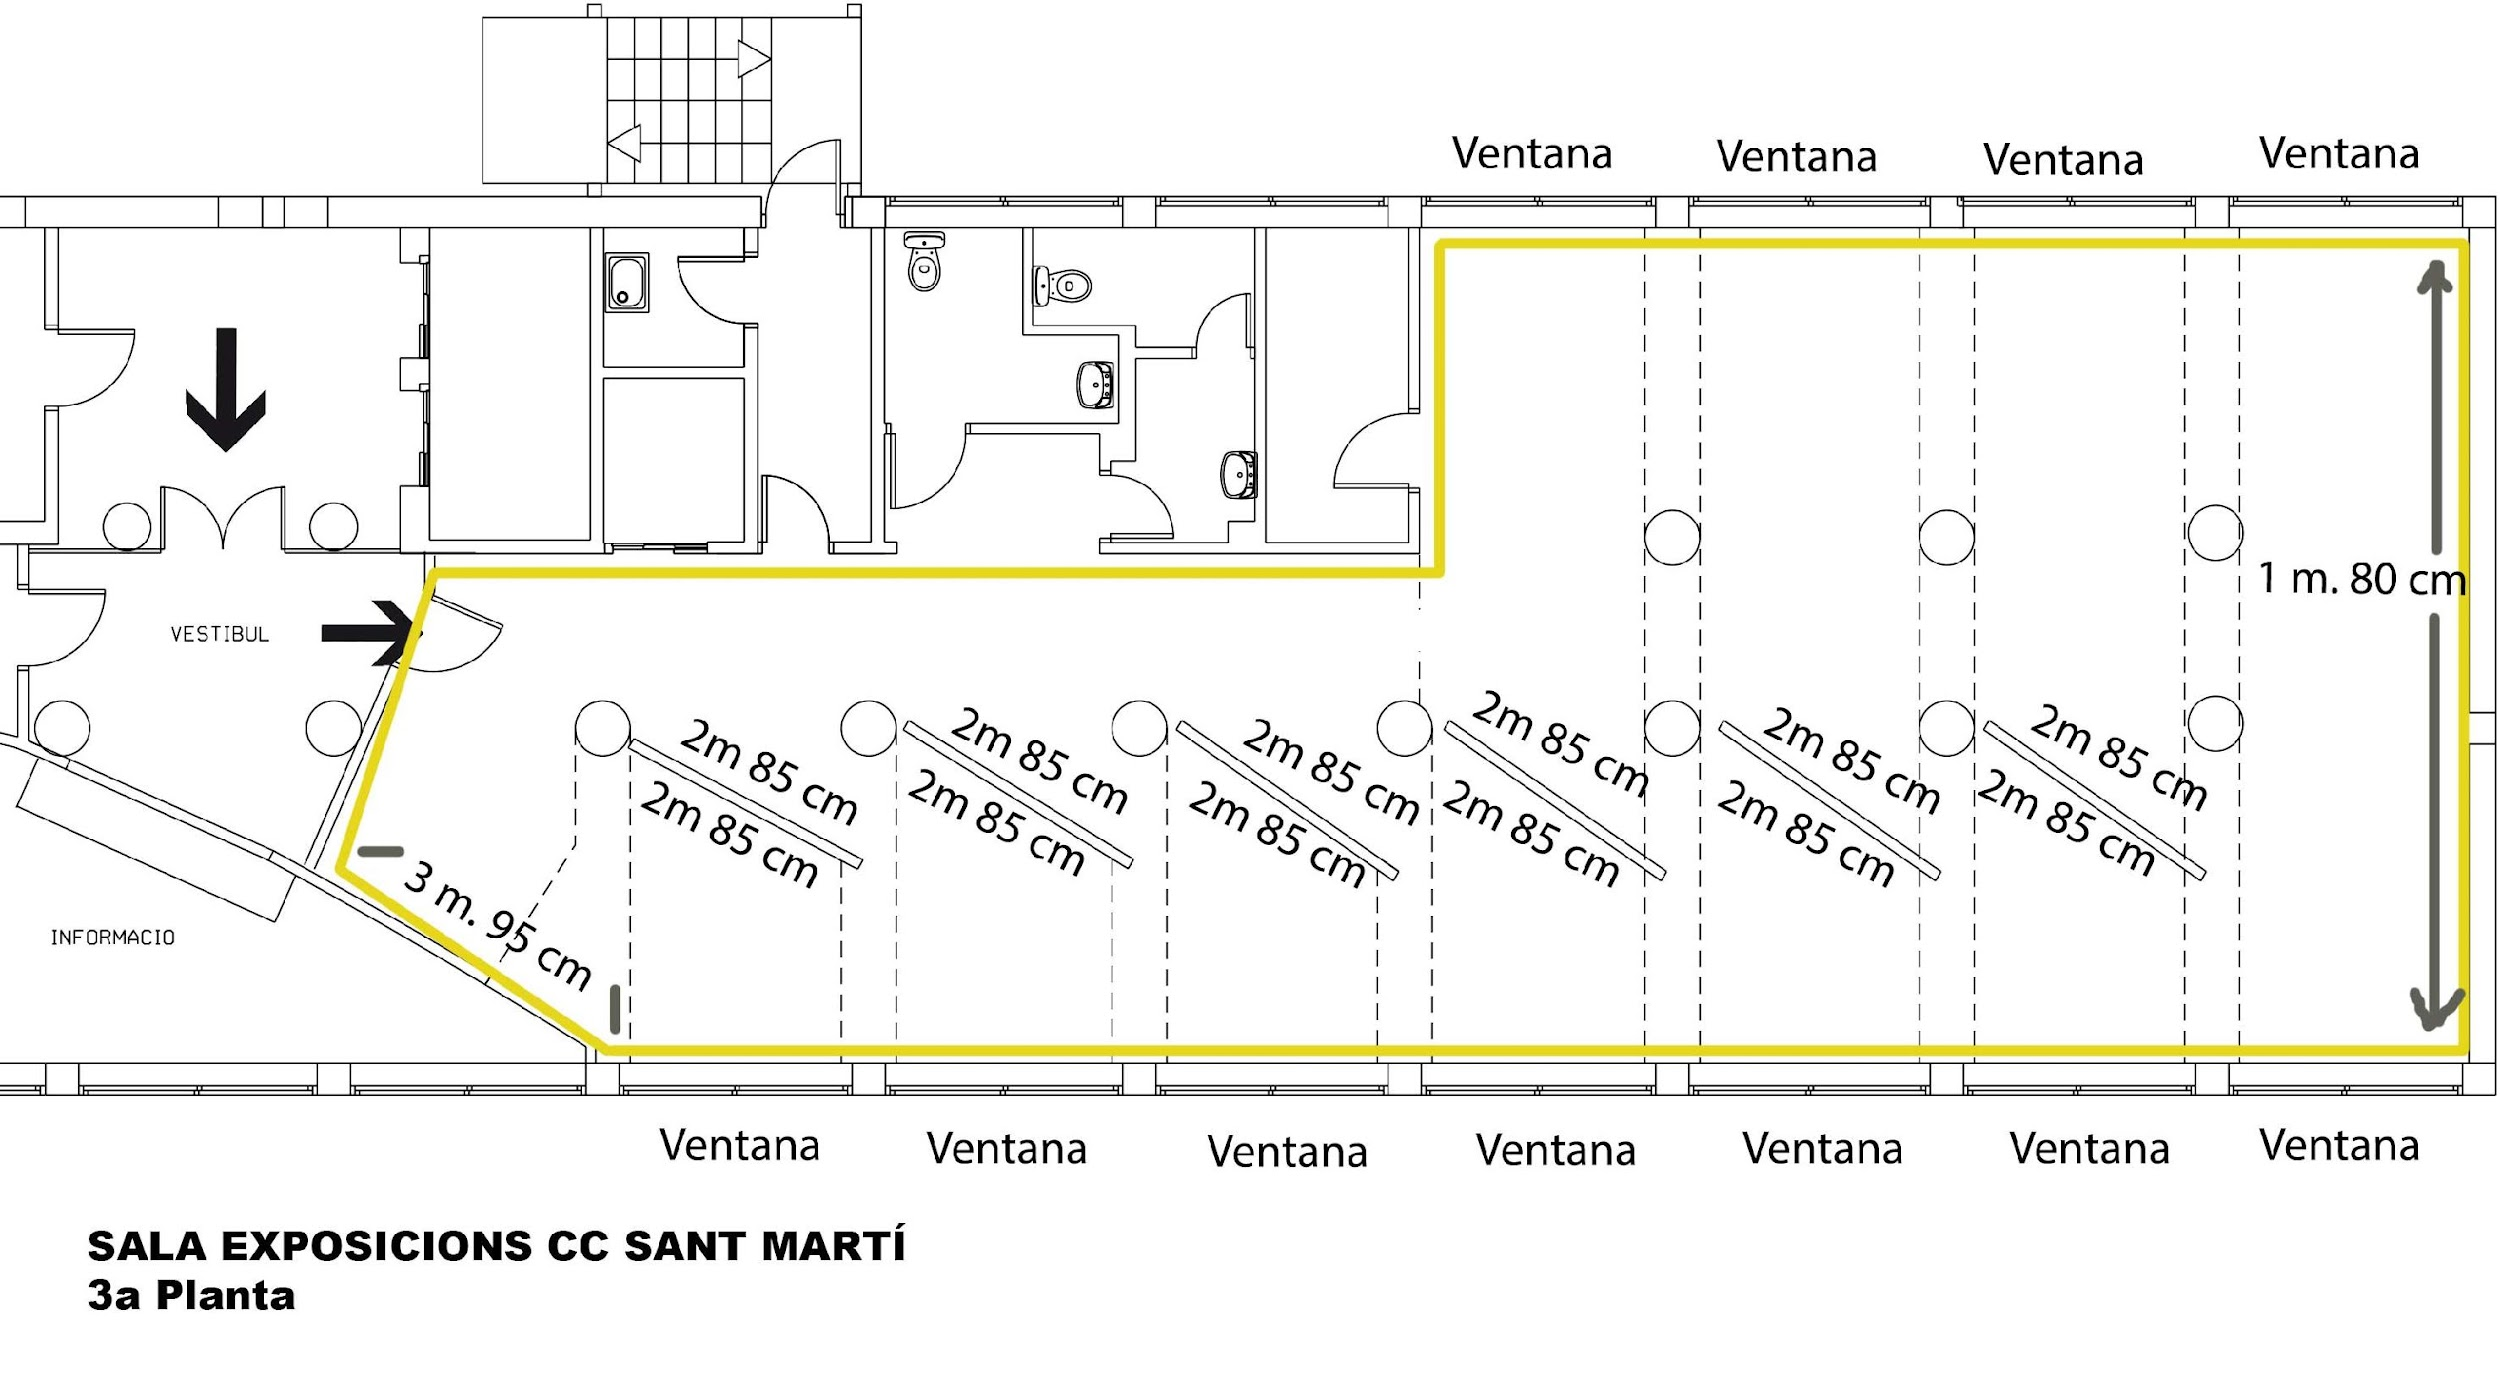 Ventana
Ventana
Ventana
Ventana
1 m. 80 cm
VESTIBUL
2m 85 cm
2m 85 cm
2m 85 cm
2m 85 cm
2m 85 cm
2m 85 cm
2m 85 cm
2m 85 cm
2m 85 cm
2m 85 cm
2m 85 cm
2m 85 cm
3 m. 95 cm
INFORMACIO
Ventana
Ventana
Ventana
Ventana
Ventana
Ventana
Ventana
SALA EXPOSICIONS CC SANT MARTÍ
3a Planta